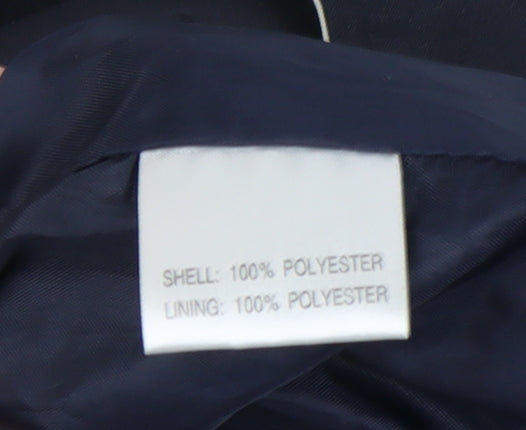 SHELL: 100% POLYESTER
LINING: 100% POLYESTER